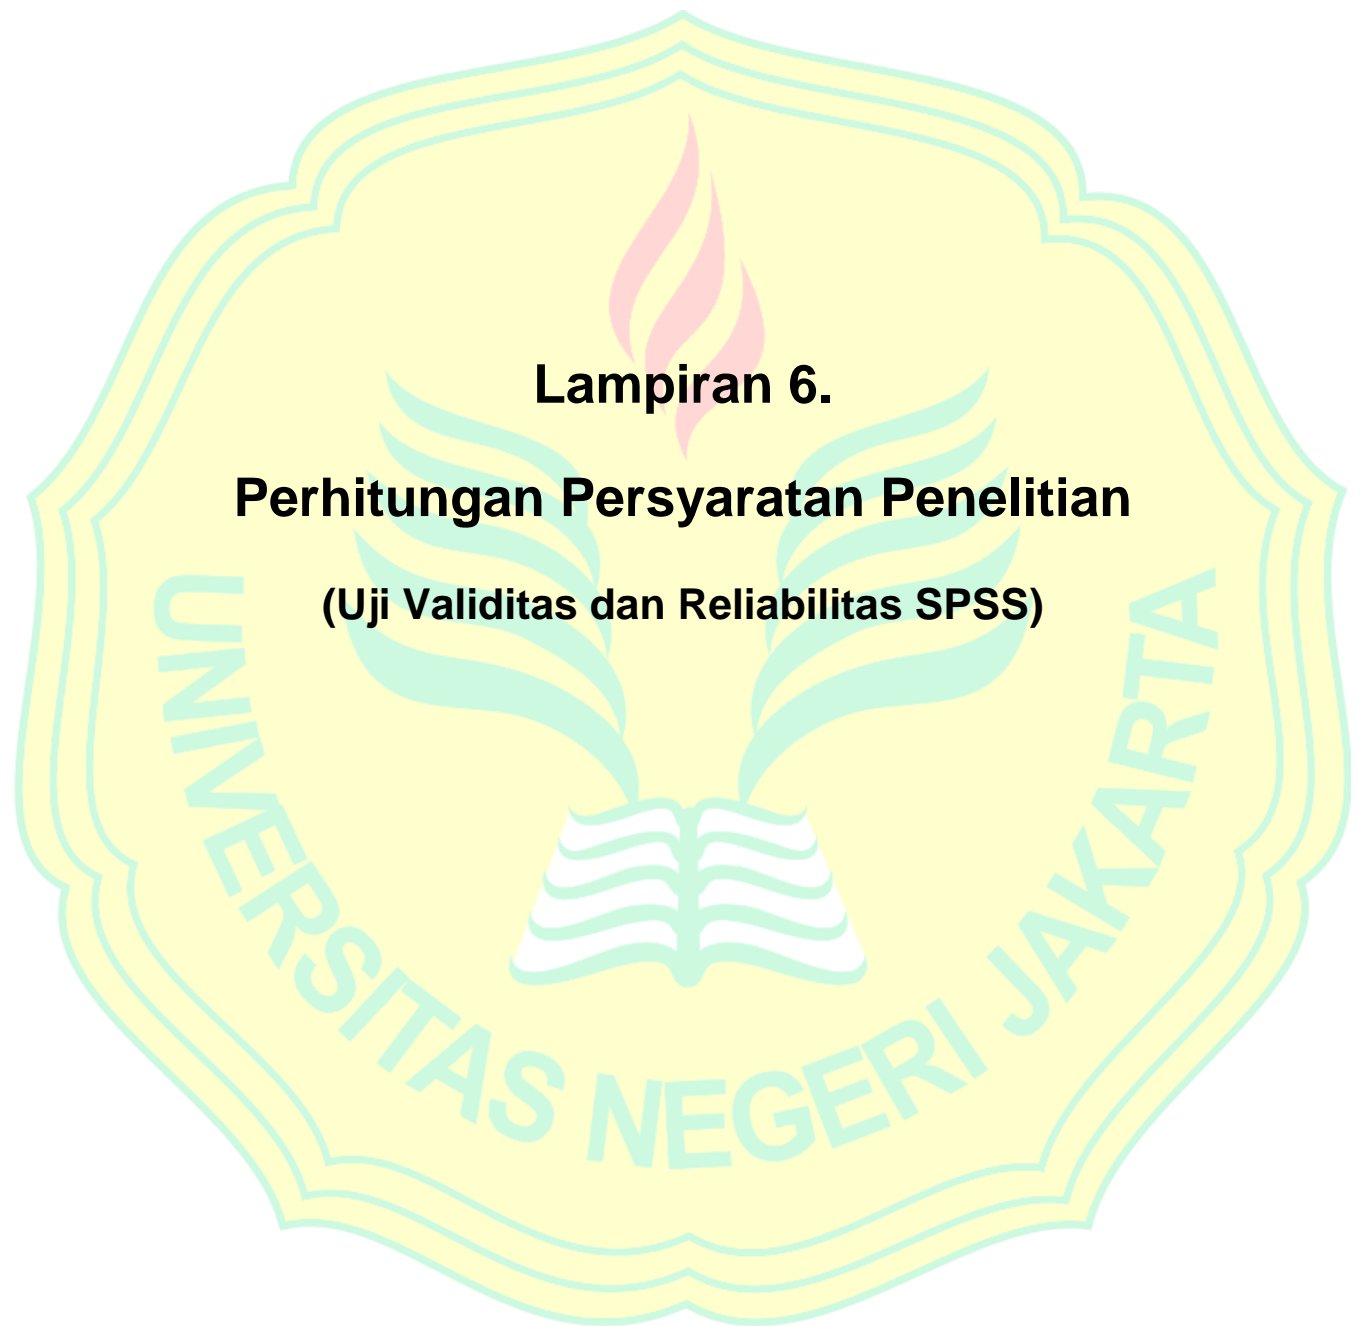 Lampiran 6.
Perhitungan Persyaratan Penelitian
(Uji Validitas dan Reliabilitas SPSS)
UNIVERSITAS NEGERI JAKARTA